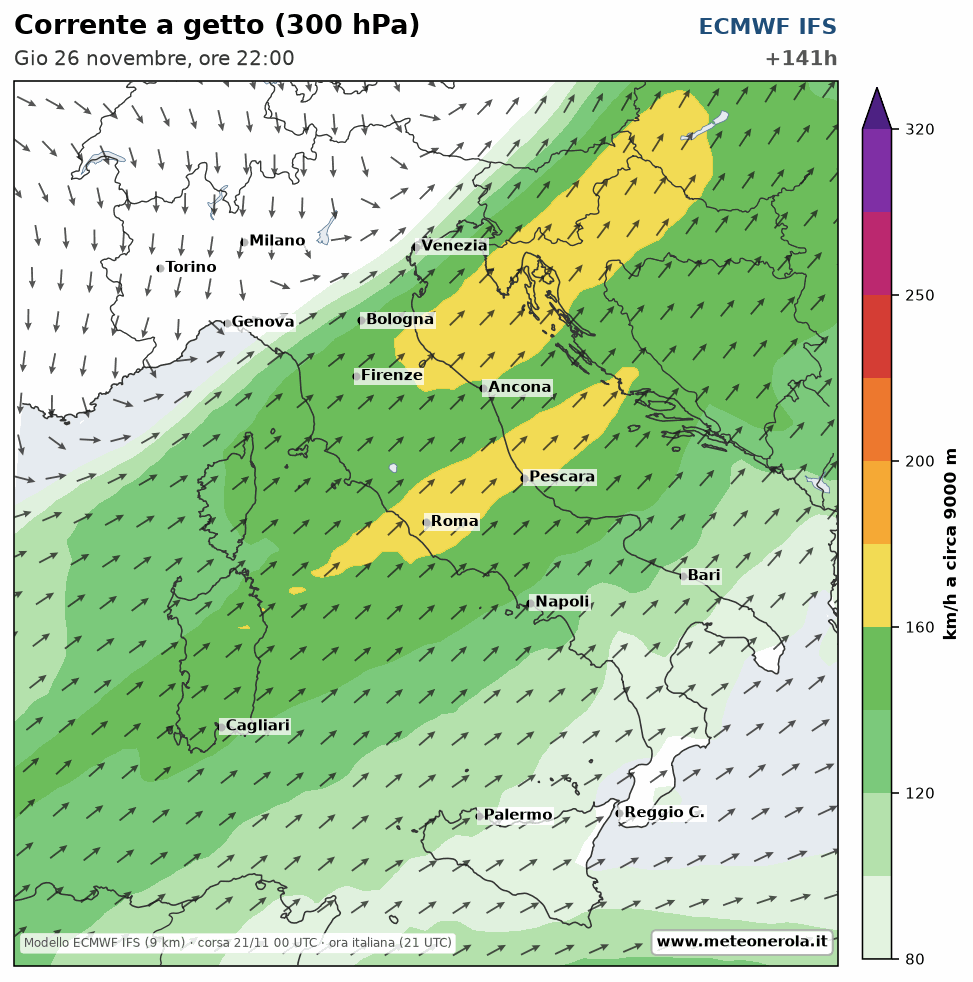 Corrente a getto (300 hPa)
ECMWF IFS
Gio 26 novembre, ore 22:00
+141h
Milano
Venezia
Torino
Genova
Bologna
Firenze
Ancona
Pescara
Roma
Bari
Napoli
Cagliari
Palermo
Reggio C.
320
250
200
160
120
80
km/h a circa 9000 m
Modello ECMWF IFS (9 km) · corsa 21/11 00 UTC · ora italiana (21 UTC)
www.meteonerola.it